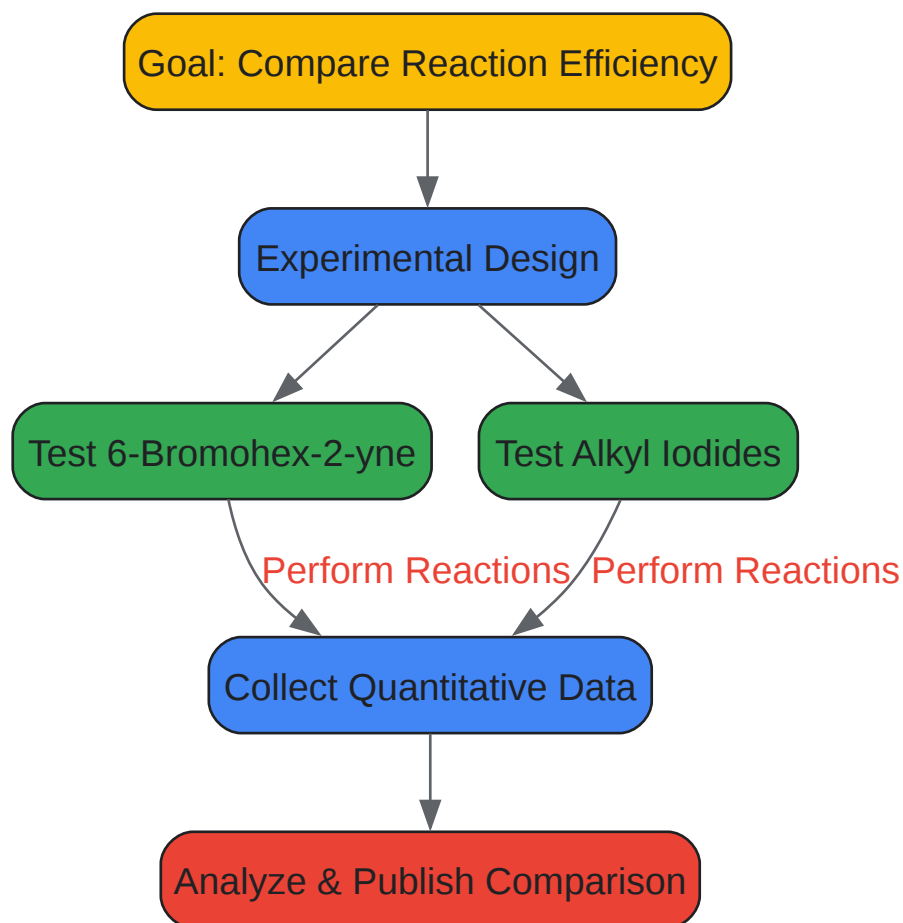 Goal: Compare Reaction Efficiency
Experimental Design
Test 6-Bromohex-2-yne
Test Alkyl Iodides
Perform Reactions
Perform Reactions
Collect Quantitative Data
Analyze & Publish Comparison